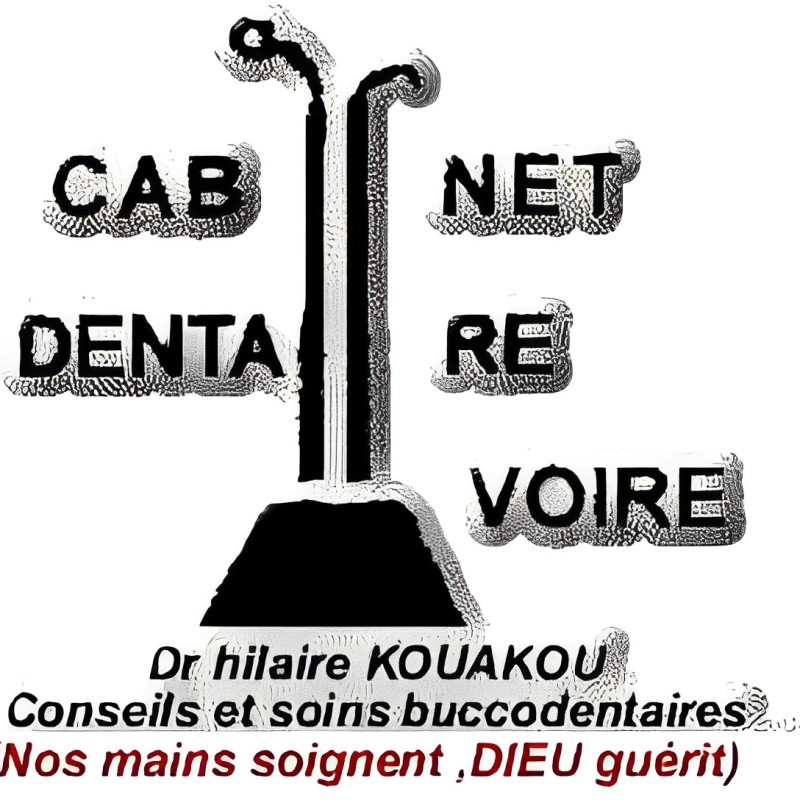 CAB NET
DENTA RE
VOIRE
Dr hilaire KOUAKOU
Conseils et soins buccodentaires
(Nos mains soignent ,DIEU guérit)